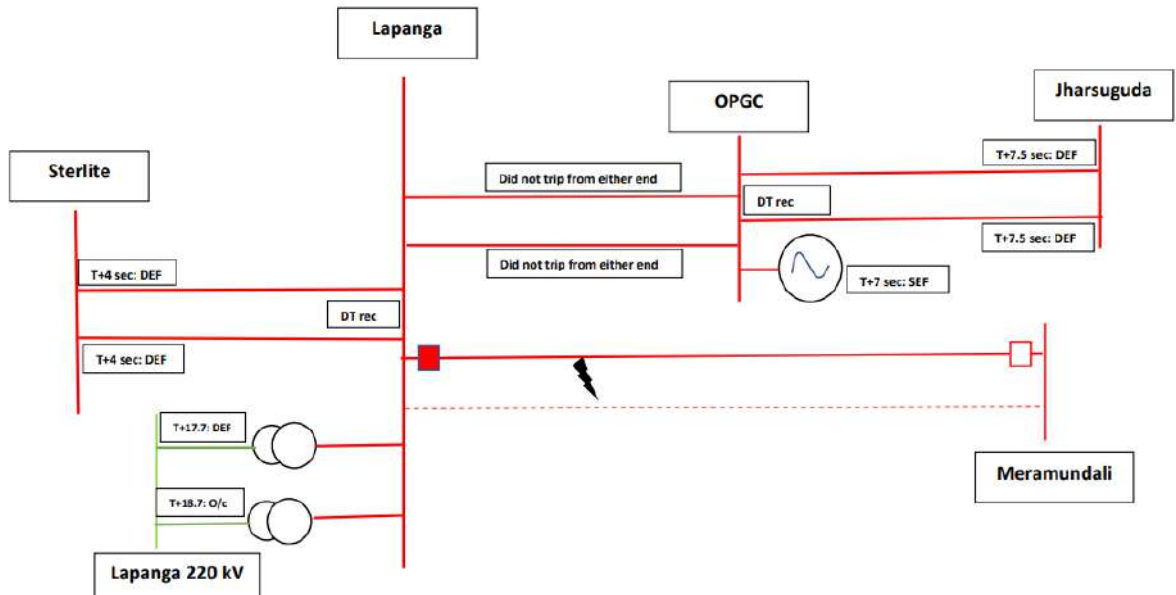 Lapanga
OPGC
Jharsuguda
Sterlite
T+7.5 sec: DEF
Did not trip from either end
DT rec
T+7.5 sec: DEF
Did not trip from either end
T+4 sec: DEF
T+7 sec: SEF
DT rec
T+4 sec: DEF
T+17.7: DEF
Meramundali
T+18.7: O/c
Lapanga 220 kV